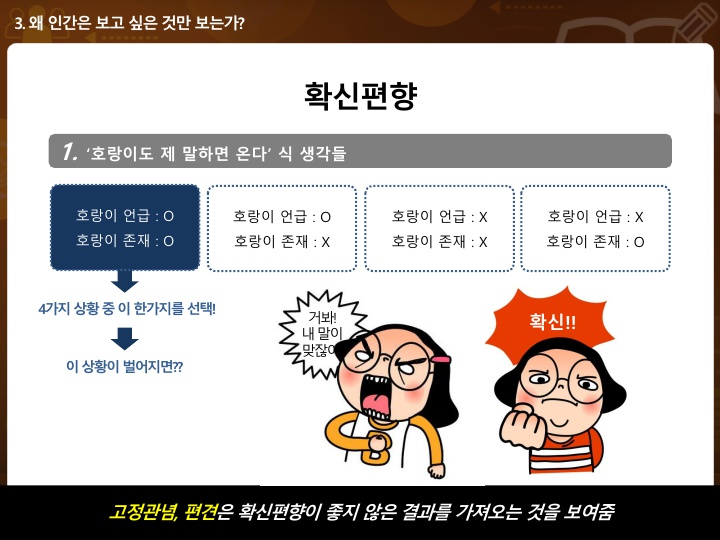 3. 왜 인간은 보고 싶은 것만 보는가?
확신편향
1. ‘호랑이도 제 말하면 온다’ 식 생각들
호랑이 언급 : O
호랑이 존재 : O
호랑이 언급 : O
호랑이 존재 : X
호랑이 언급 : X
호랑이 존재 : X
호랑이 언급 : X
호랑이 존재 : O
4가지 상황 중 이 한가지를 선택!
이 상황이 벌어지면??
거봐!
내 말이
맞잖아
확신!!
고정관념, 편견은 확신편향이 좋지 않은 결과를 가져오는 것을 보여줌